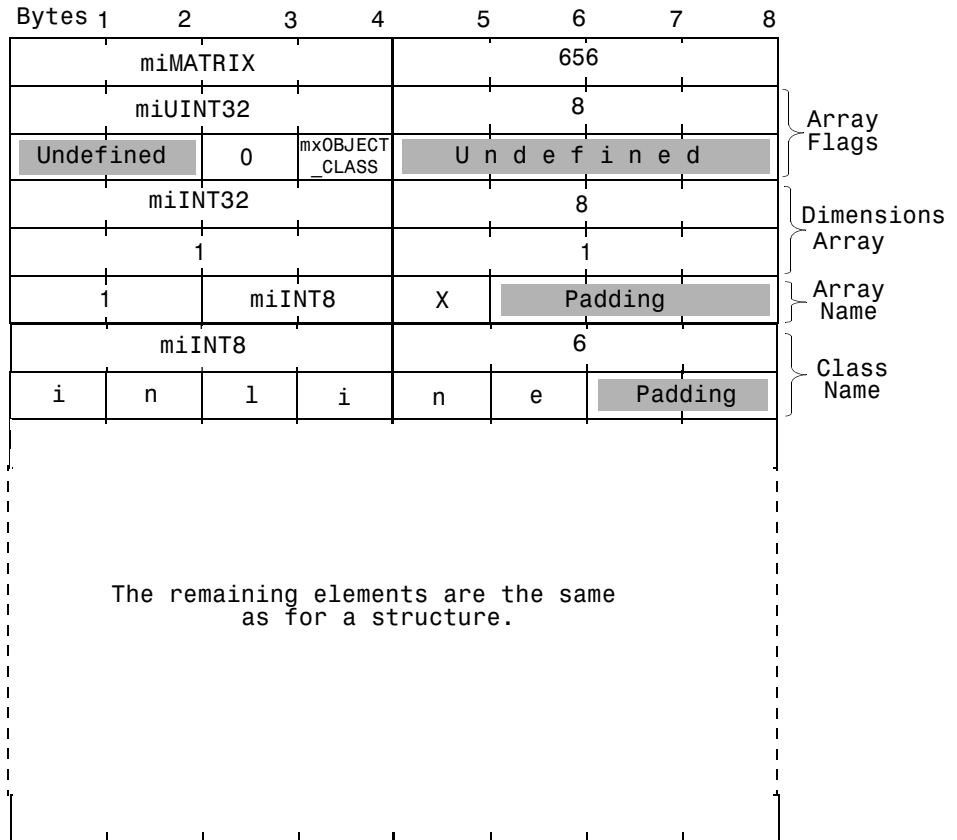 Bytes 1 2 3 4 5 6 7 8
miMATRIX 656
miUINT32 8
Array
Flags
Undefined 0 mxOBJECT
_CLASS
Undefined
miINT32 8
Dimensions
Array
1 1
1 miINT8 X Padding
Array
Name
miINT8 6
Class
Name
i n l i n e Padding
The remaining elements are the same
as for a structure.